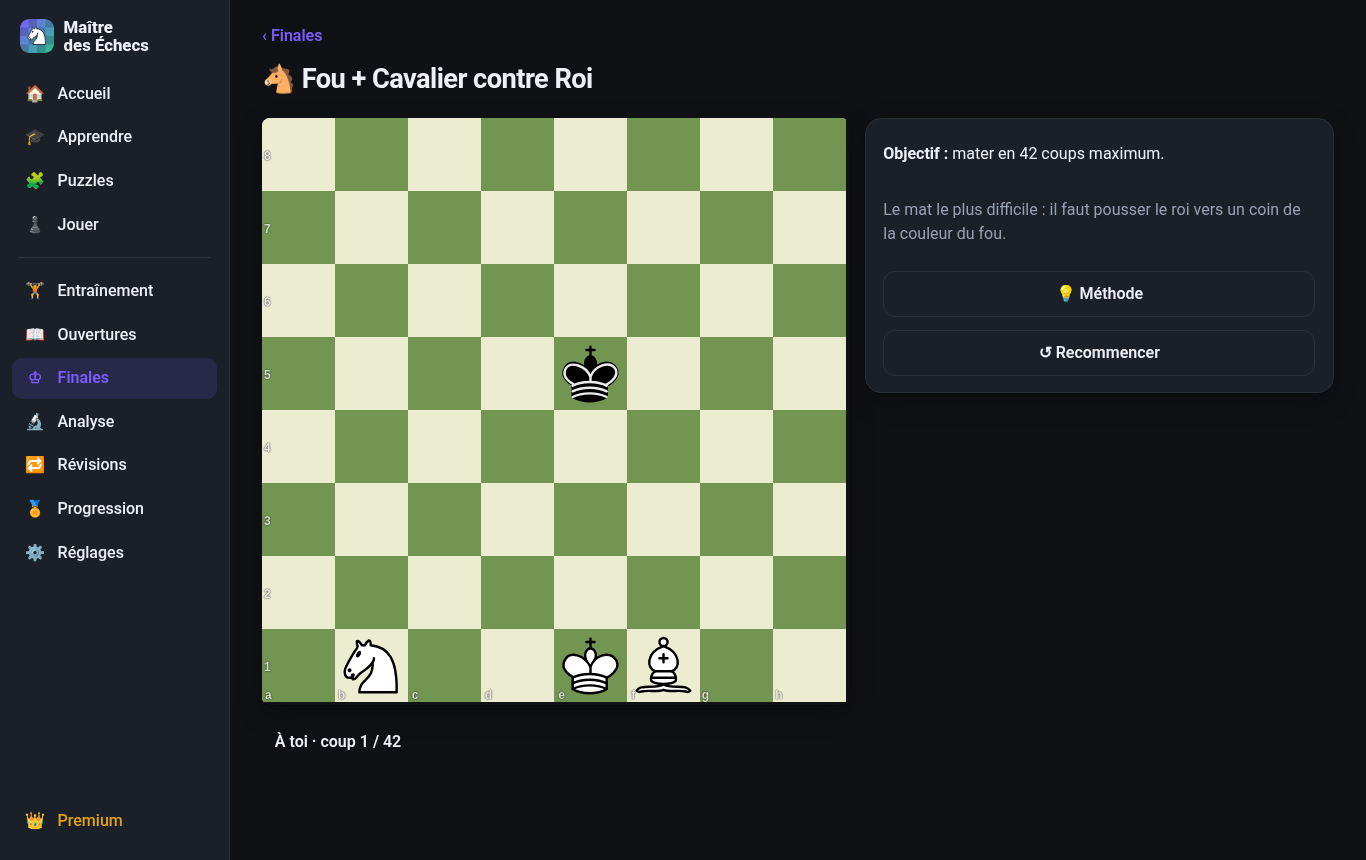 Maître
des Échecs
🏠 Accueil
🎓 Apprendre
🧩 Puzzles
♟️ Jouer
🏋️ Entraînement
📖 Ouvertures
♔ Finales
🔬 Analyse
🔁 Révisions
🏅 Progression
⚙️ Réglages
👑 Premium
‹ Finales
🐴 Fou + Cavalier contre Roi
8
7
6
5
4
3
2
1
a b c d e f g h
À toi · coup 1 / 42
Objectif : mater en 42 coups maximum.
Le mat le plus difficile : il faut pousser le roi vers un coin de
la couleur du fou.
💡 Méthode
↺ Recommencer